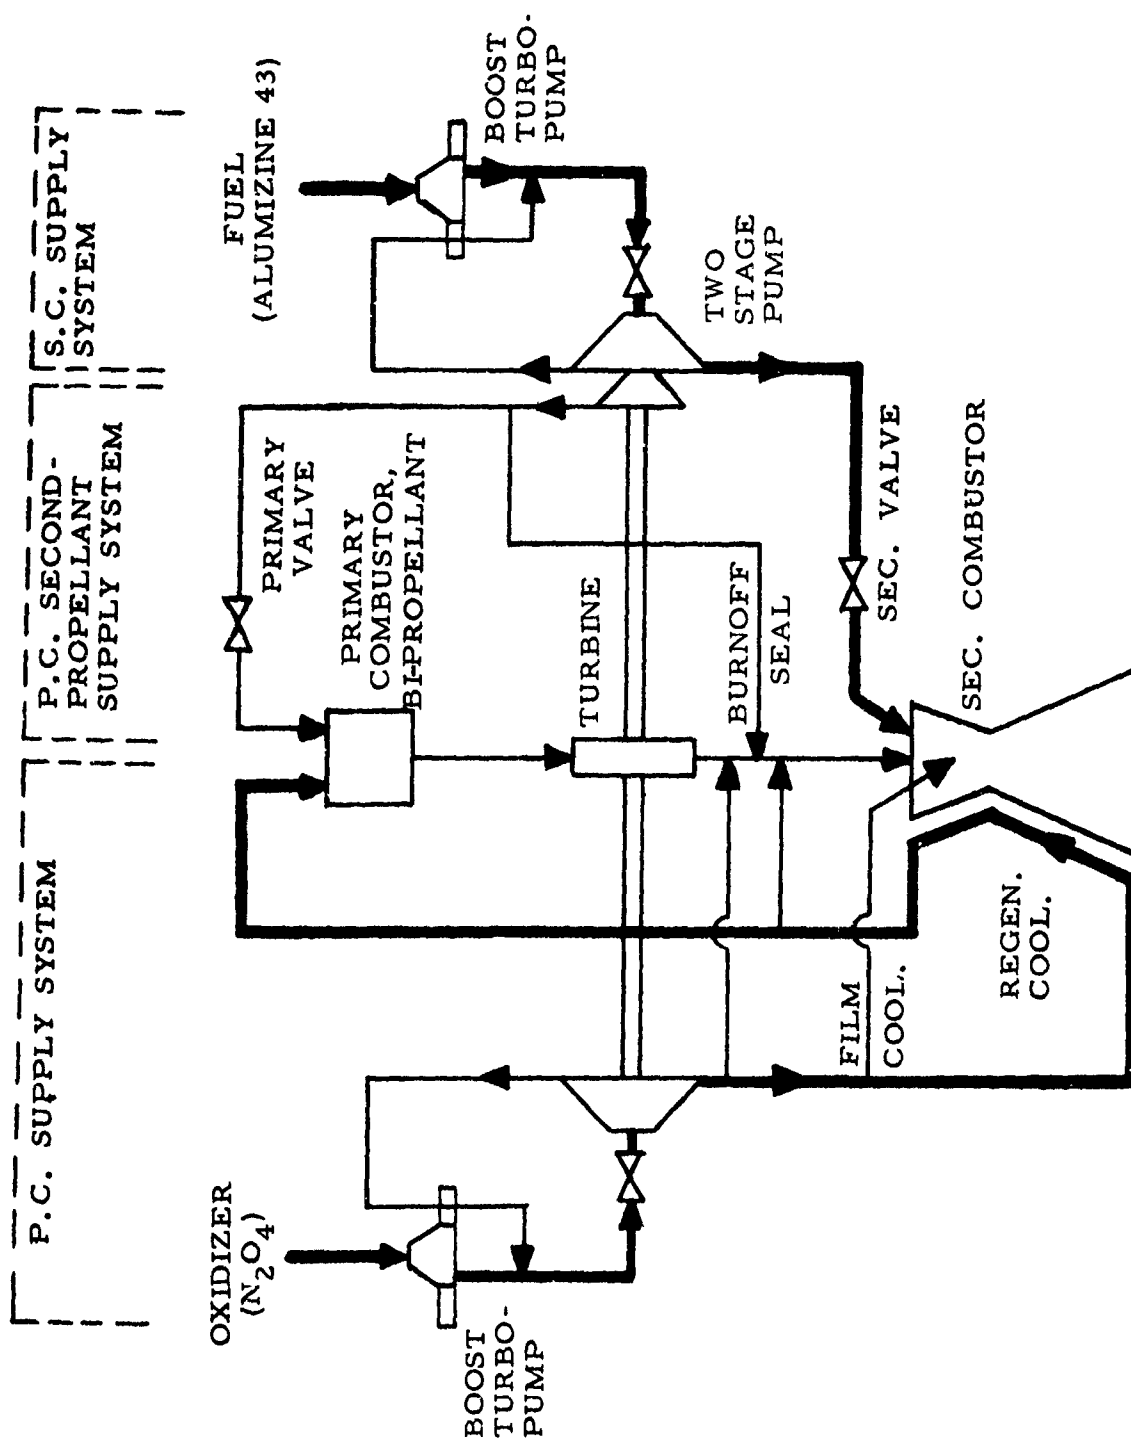 P.C. SUPPLY SYSTEM
P.C. SECOND-
PROPELLANT
SUPPLY SYSTEM
S.C. SUPPLY
SYSTEM
OXIDIZER
(N2O4)
BOOST
TURBO-
PUMP
FUEL
(ALUMIZINE 43)
BOOST
TURBO-
PUMP
PRIMARY
VALVE
PRIMARY
COMBUSTOR,
BI-PROPELLANT
TURBINE
TWO
STAGE
PUMP
BURNOFF
SEAL
FILM
COOL.
REGEN.
COOL.
SEC. VALVE
SEC. COMBUSTOR